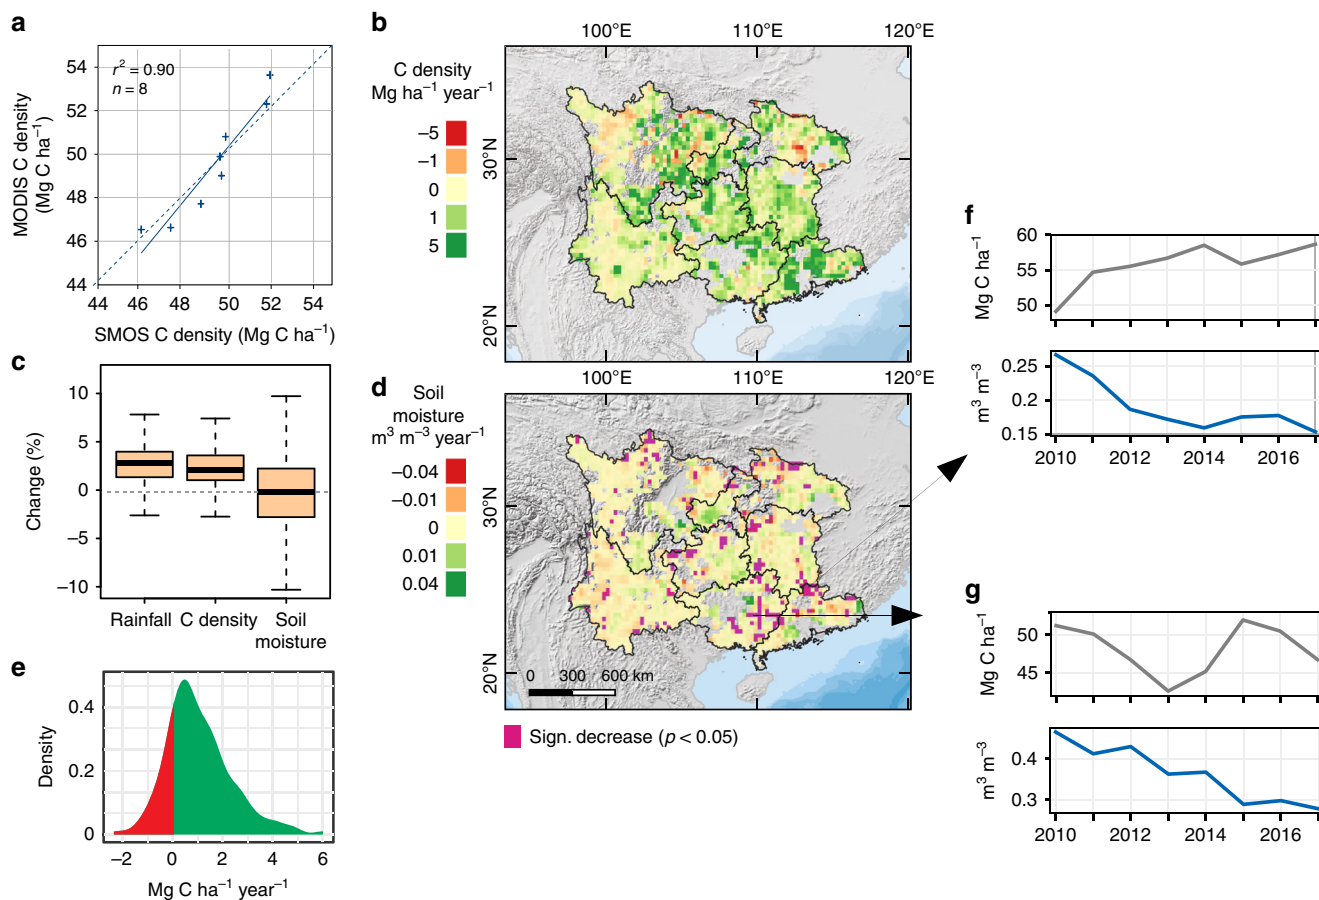 a
54
52
50
48
46
44
44
46
48
50
52
54
r² = 0.90
n = 8
MODIS C density
(Mg C ha⁻¹)
SMOS C density (Mg C ha⁻¹)
b
100°E
110°E
120°E
30°N
20°N
C density
Mg ha⁻¹ year⁻¹
−5
−1
0
1
5
c
Change (%)
10
5
0
−5
−10
Rainfall
C density
Soil
moisture
d
100°E
110°E
120°E
30°N
20°N
Soil
moisture
m³ m⁻³ year⁻¹
−0.04
−0.01
0
0.01
0.04
0 300 600 km
Sign. decrease (p < 0.05)
e
Density
0.4
0.2
0
−2
0
2
4
6
Mg C ha⁻¹ year⁻¹
f
Mg C ha⁻¹
60
55
50
m³ m⁻³
0.25
0.2
0.15
2010
2012
2014
2016
g
Mg C ha⁻¹
50
45
m³ m⁻³
0.4
0.3
2010
2012
2014
2016